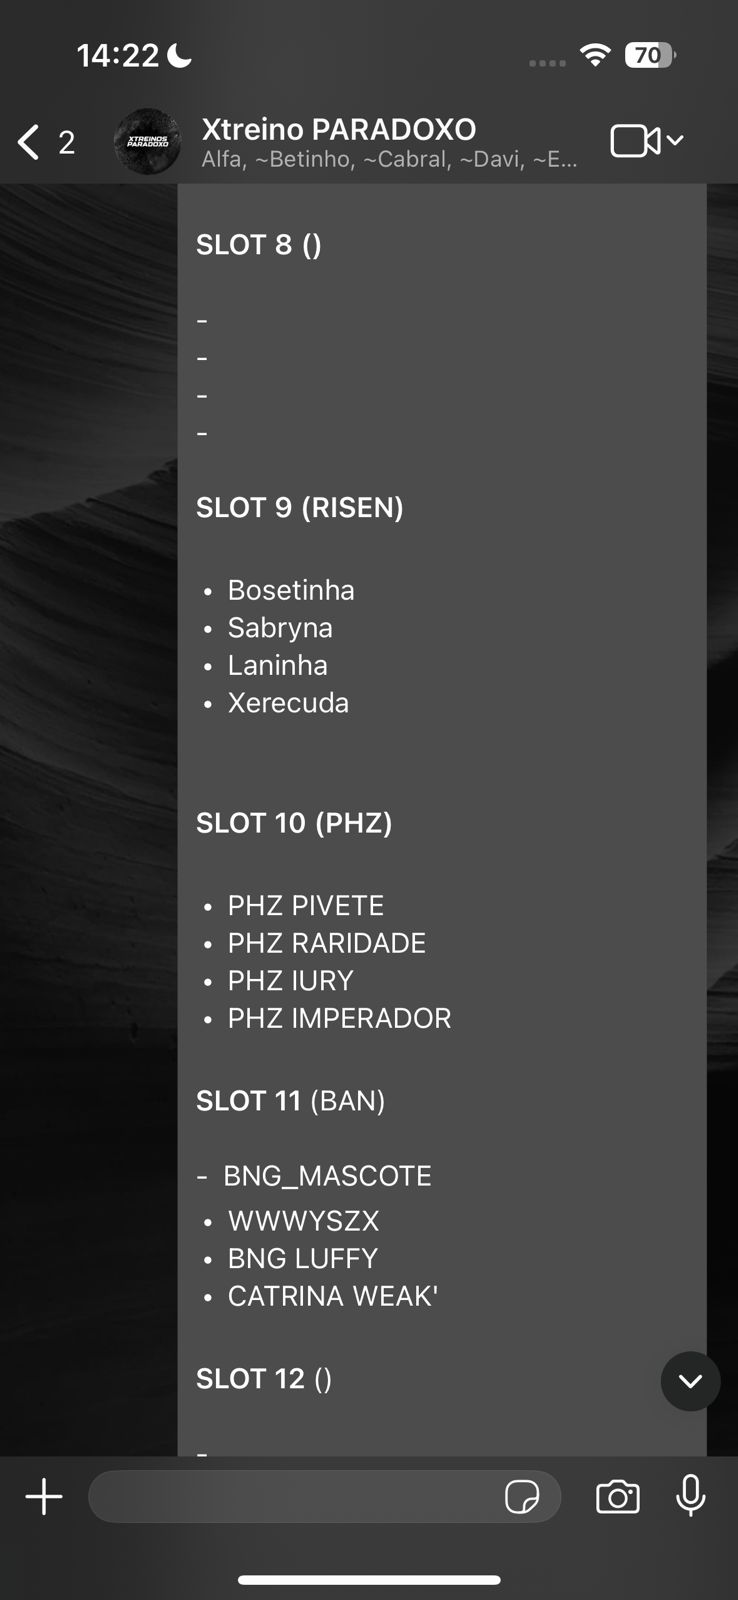 14:22
70
2
XTREINOS
PARADOXO
Xtreino PARADOXO
Alfa, ~Betinho, ~Cabral, ~Davi, ~E...
SLOT 8 ()
-
-
-
-
SLOT 9 (RISEN)
• Bosetinha
• Sabryna
• Laninha
• Xerecuda
SLOT 10 (PHZ)
• PHZ PIVETE
• PHZ RARIDADE
• PHZ IURY
• PHZ IMPERADOR
SLOT 11 (BAN)
- BNG_MASCOTE
• WWWYSZX
• BNG LUFFY
• CATRINA WEAK'
SLOT 12 ()
-